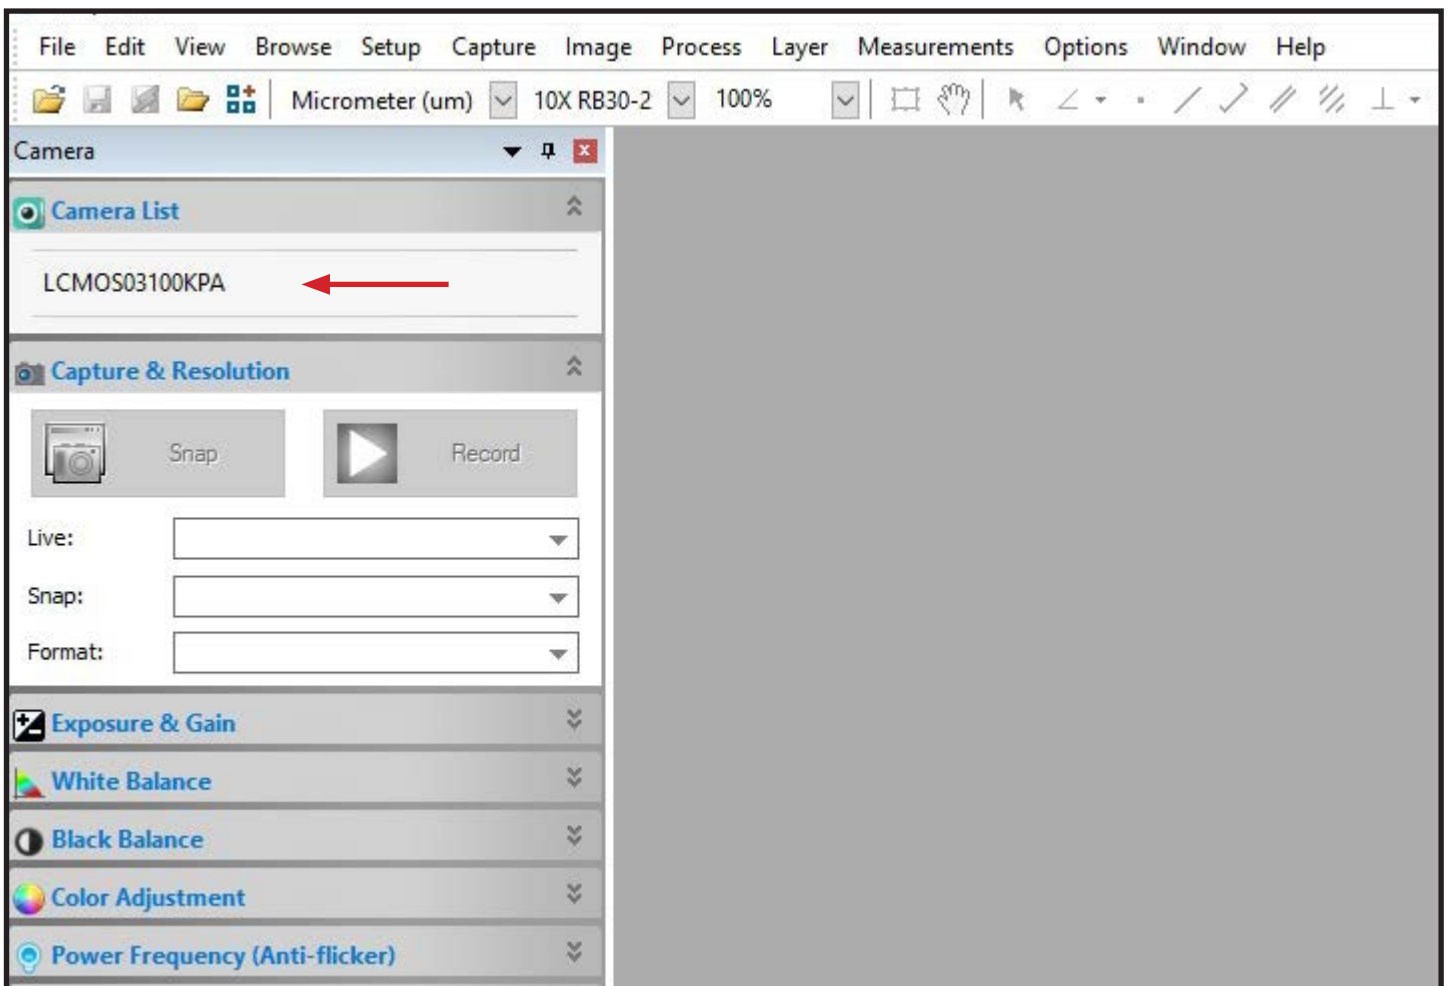 File Edit View Browse Setup Capture Image Process Layer Measurements Options Window Help
Micrometer (um) 10X RB30-2 100%
Camera
Camera List
LCMOS03100KPA
Capture & Resolution
Snap Record
Live:
Snap:
Format:
Exposure & Gain
White Balance
Black Balance
Color Adjustment
Power Frequency (Anti-flicker)